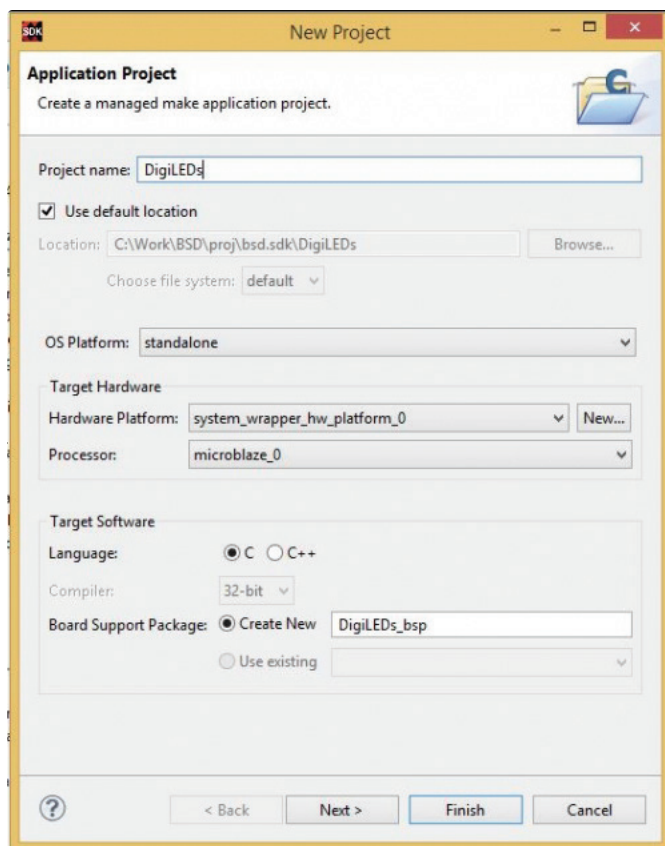 SDK
New Project
Application Project
Create a managed make application project.
C
Project name: DigiLEDs
Use default location
Location: C:\Work\BSD\proj\bsd.sdk\DigiLEDs Browse...
Choose file system: default
OS Platform: standalone
Target Hardware
Hardware Platform: system_wrapper_hw_platform_0 New...
Processor: microblaze_0
Target Software
Language: C C++
Compiler: 32-bit
Board Support Package: Create New DigiLEDs_bsp
Use existing
? < Back Next > Finish Cancel